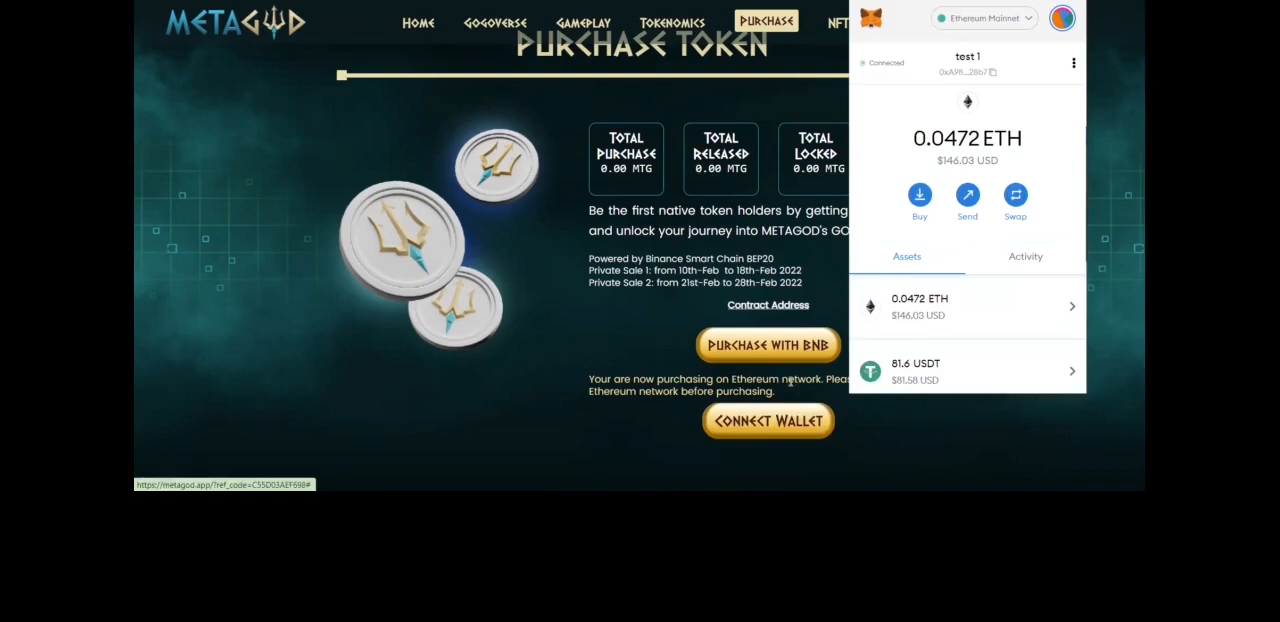 METAGOD
HOME GOGOVERSE GAMEPLAY TOKENOMICS PURCHASE NFT
PURCHASE TOKEN
TOTAL PURCHASE
0.00 MTG
TOTAL RELEASED
0.00 MTG
TOTAL LOCKED
0.00 MTG
Be the first native token holders by getting
and unlock your journey into METAGOD's GO
Powered by Binance Smart Chain BEP20
Private Sale 1: from 10th-Feb to 18th-Feb 2022
Private Sale 2: from 21st-Feb to 28th-Feb 2022
Contract Address
PURCHASE WITH BNB
Your are now purchasing on Ethereum network. Pleas
Ethereum network before purchasing.
CONNECT WALLET
https://metagod.app/?ref_code=C55D03AEF698#
Ethereum Mainnet
Connected
test 1
0xA98...28b7
0.0472 ETH
$146.03 USD
Buy Send Swap
Assets Activity
0.0472 ETH
$146.03 USD
81.6 USDT
$81.58 USD